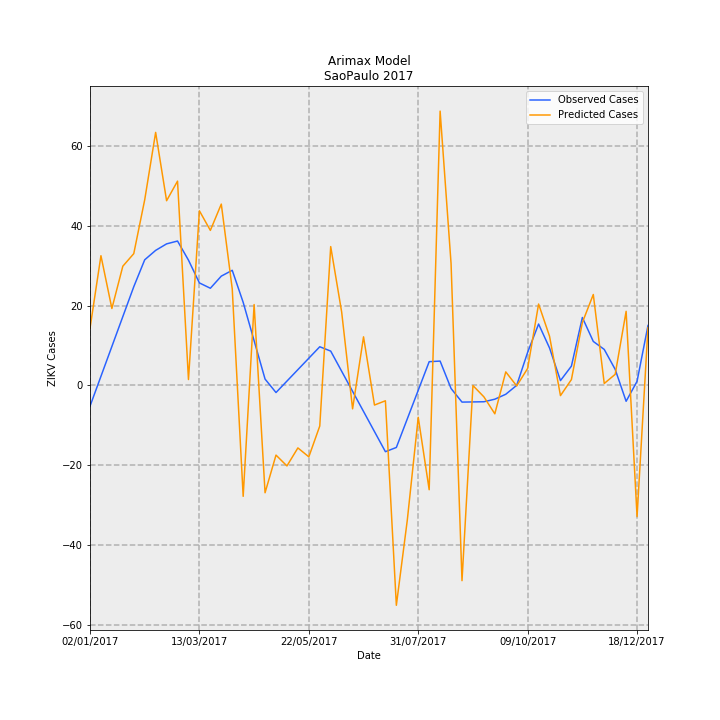 Arimax Model
SaoPaulo 2017
Observed Cases
Predicted Cases
ZIKV Cases
60
40
20
0
−20
−40
−60
02/01/2017 13/03/2017 22/05/2017 31/07/2017 09/10/2017 18/12/2017
Date